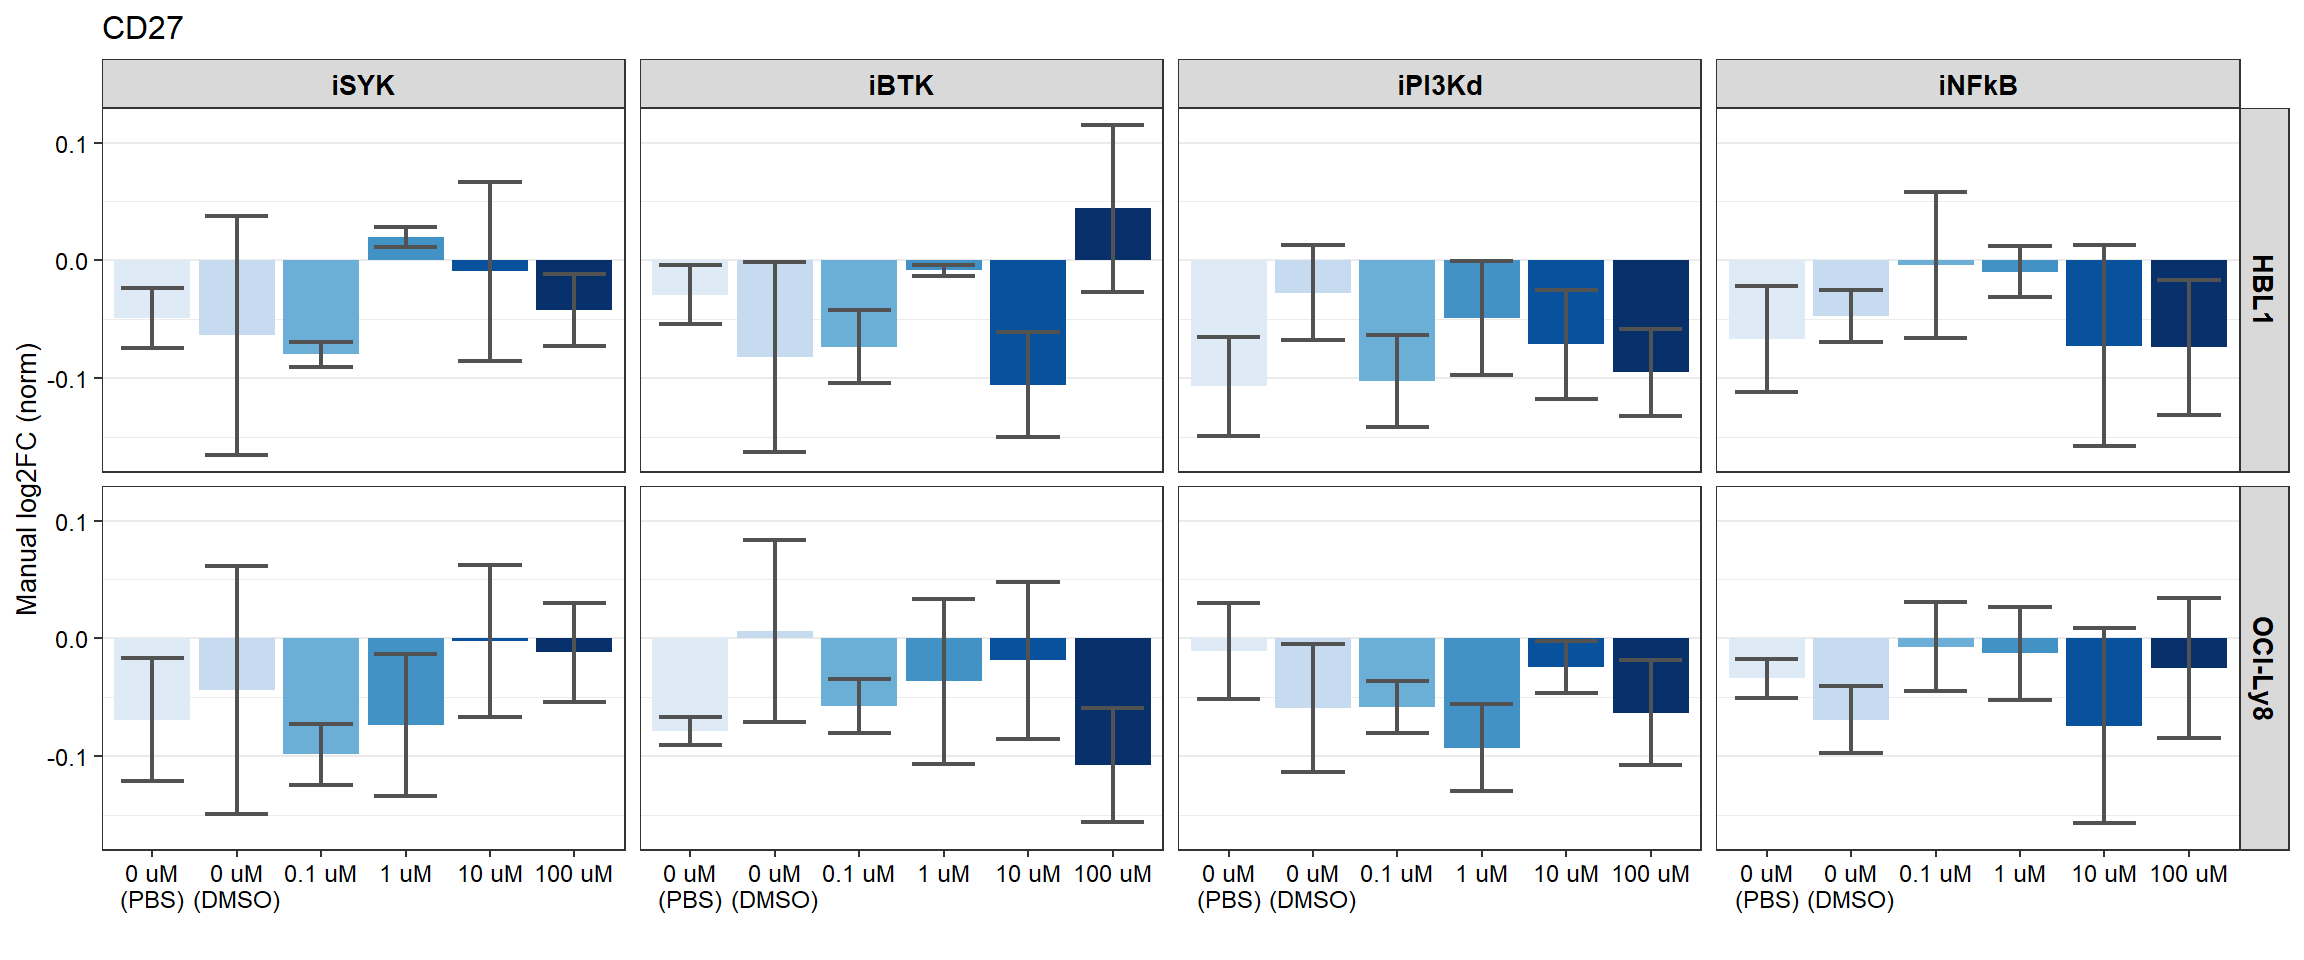 CD27
iSYK
iBTK
iPI3Kd
iNFkB
0.1
0.0
-0.1
HBL1
Manual log2FC (norm)
0.1
0.0
-0.1
OCI-Ly8
0 uM 0 uM 0.1 uM 1 uM 10 uM 100 uM
(PBS) (DMSO)
0 uM 0 uM 0.1 uM 1 uM 10 uM 100 uM
(PBS) (DMSO)
0 uM 0 uM 0.1 uM 1 uM 10 uM 100 uM
(PBS) (DMSO)
0 uM 0 uM 0.1 uM 1 uM 10 uM 100 uM
(PBS) (DMSO)